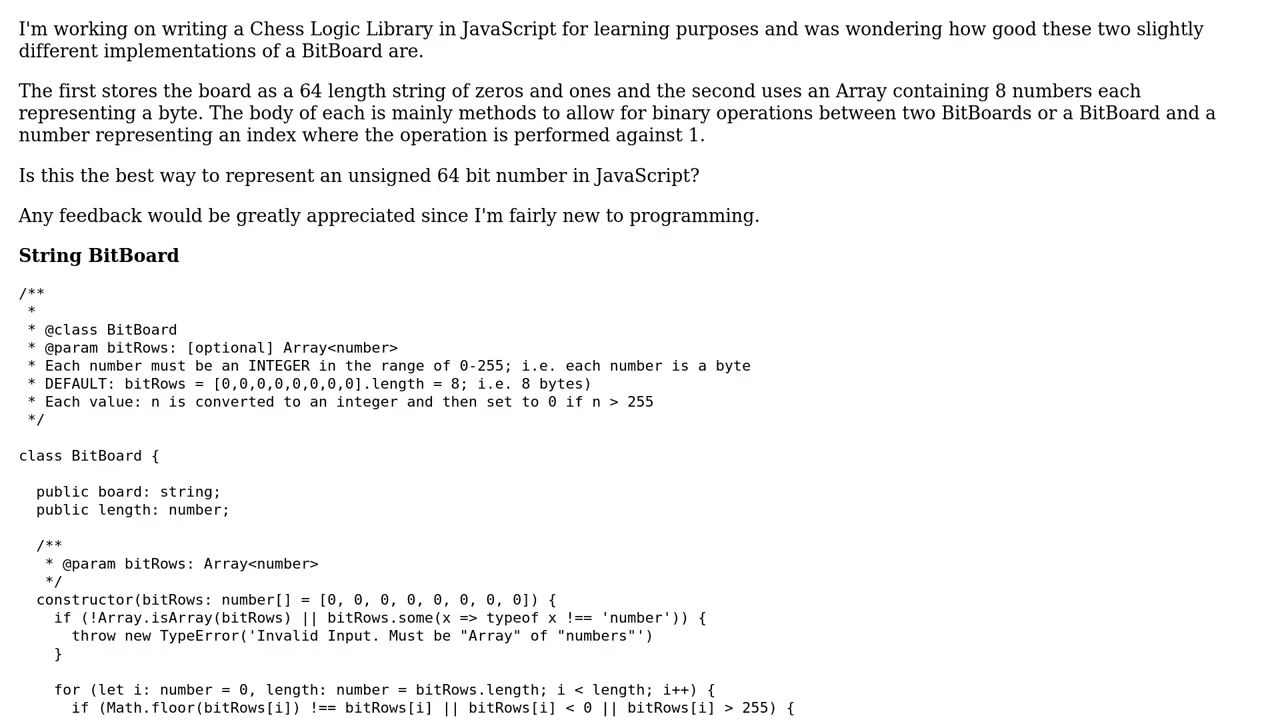 I'm working on writing a Chess Logic Library in JavaScript for learning purposes and was wondering how good these two slightly
different implementations of a BitBoard are.
The first stores the board as a 64 length string of zeros and ones and the second uses an Array containing 8 numbers each
representing a byte. The body of each is mainly methods to allow for binary operations between two BitBoards or a BitBoard and a
number representing an index where the operation is performed against 1.
Is this the best way to represent an unsigned 64 bit number in JavaScript?
Any feedback would be greatly appreciated since I'm fairly new to programming.
String BitBoard
/**
 *
 * @class BitBoard
 * @param bitRows: [optional] Array<number>
 * Each number must be an INTEGER in the range of 0-255; i.e. each number is a byte
 * DEFAULT: bitRows = [0,0,0,0,0,0,0,0].length = 8; i.e. 8 bytes)
 * Each value: n is converted to an integer and then set to 0 if n > 255
 */
class BitBoard {
  public board: string;
  public length: number;
  /**
   * @param bitRows: Array<number>
   */
  constructor(bitRows: number[] = [0, 0, 0, 0, 0, 0, 0, 0]) {
    if (!Array.isArray(bitRows) || bitRows.some(x => typeof x !== 'number')) {
      throw new TypeError('Invalid Input. Must be "Array" of "numbers"')
    }
    for (let i: number = 0, length: number = bitRows.length; i < length; i++) {
      if (Math.floor(bitRows[i]) !== bitRows[i] || bitRows[i] < 0 || bitRows[i] > 255) {